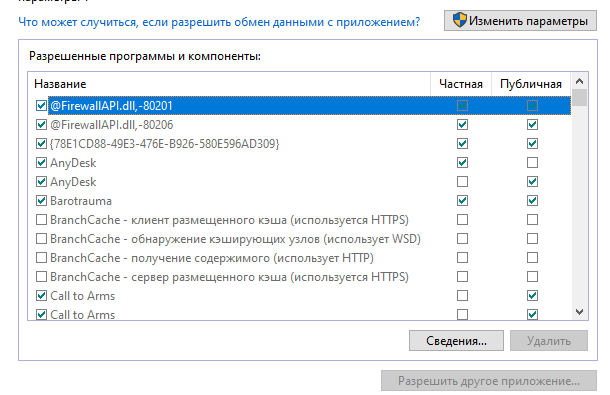 Что может случиться, если разрешить обмен данными с приложением?
Изменить параметры
Разрешенные программы и компоненты:
Название Частная Публичная
@FirewallAPI.dll,-80201
@FirewallAPI.dll,-80206
{78E1CD88-49E3-476E-B926-580E596AD309}
AnyDesk
AnyDesk
Barotrauma
BranchCache - клиент размещенного кэша (используется HTTPS)
BranchCache - обнаружение кэширующих узлов (использует WSD)
BranchCache - получение содержимого (использует HTTP)
BranchCache - сервер размещенного кэша (используется HTTPS)
Call to Arms
Call to Arms
Сведения...
Удалить
Разрешить другое приложение...